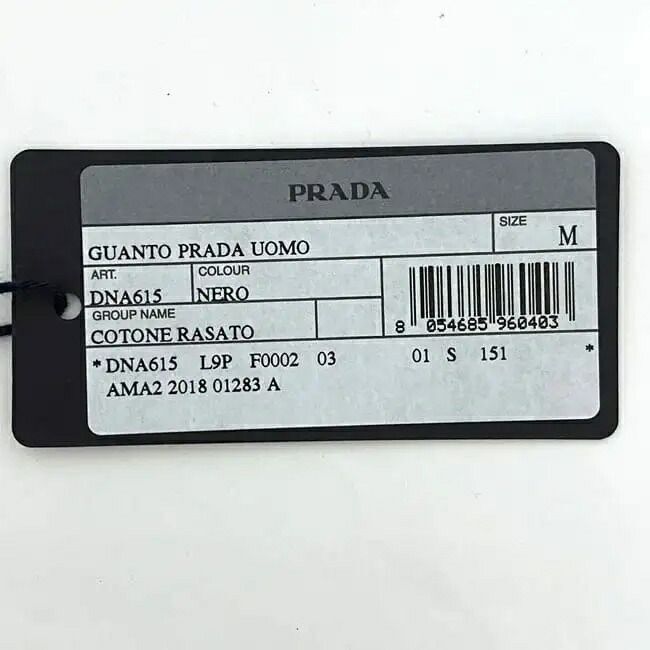 PRADA
SIZE
GUANTO PRADA UOMO M
ART. COLOUR
DNA615 NERO
GROUP NAME
COTONE RASATO
8 054685 960403
*DNA615 L9P F0002 03 01 S 151 *
AMA2 2018 01283 A